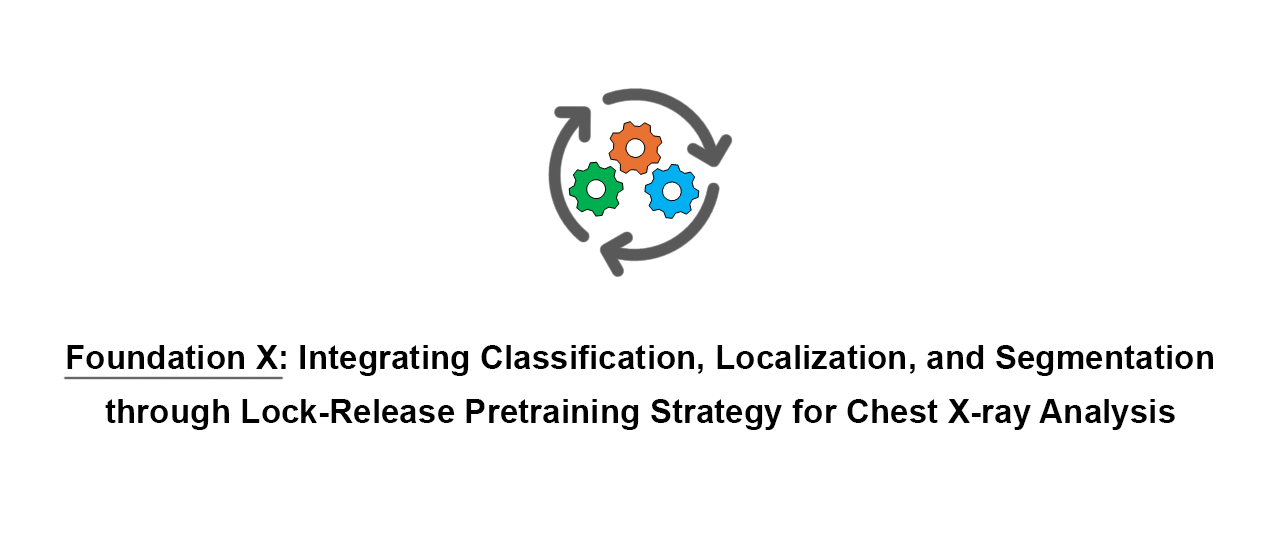 Foundation X: Integrating Classification, Localization, and Segmentation
through Lock-Release Pretraining Strategy for Chest X-ray Analysis